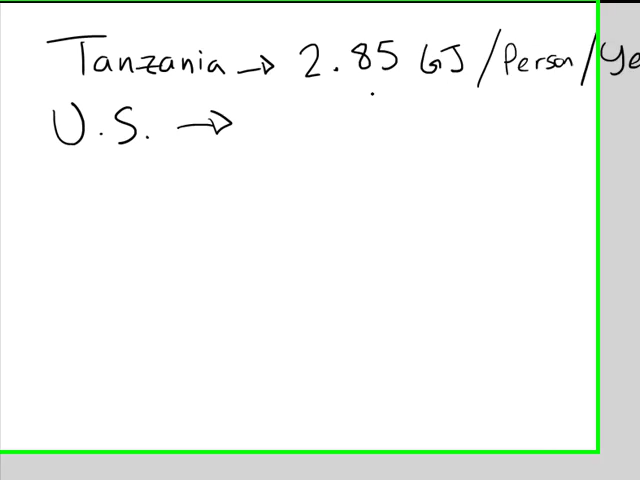 Tanzania → 2.85 GJ/Person/Ye
U.S. →